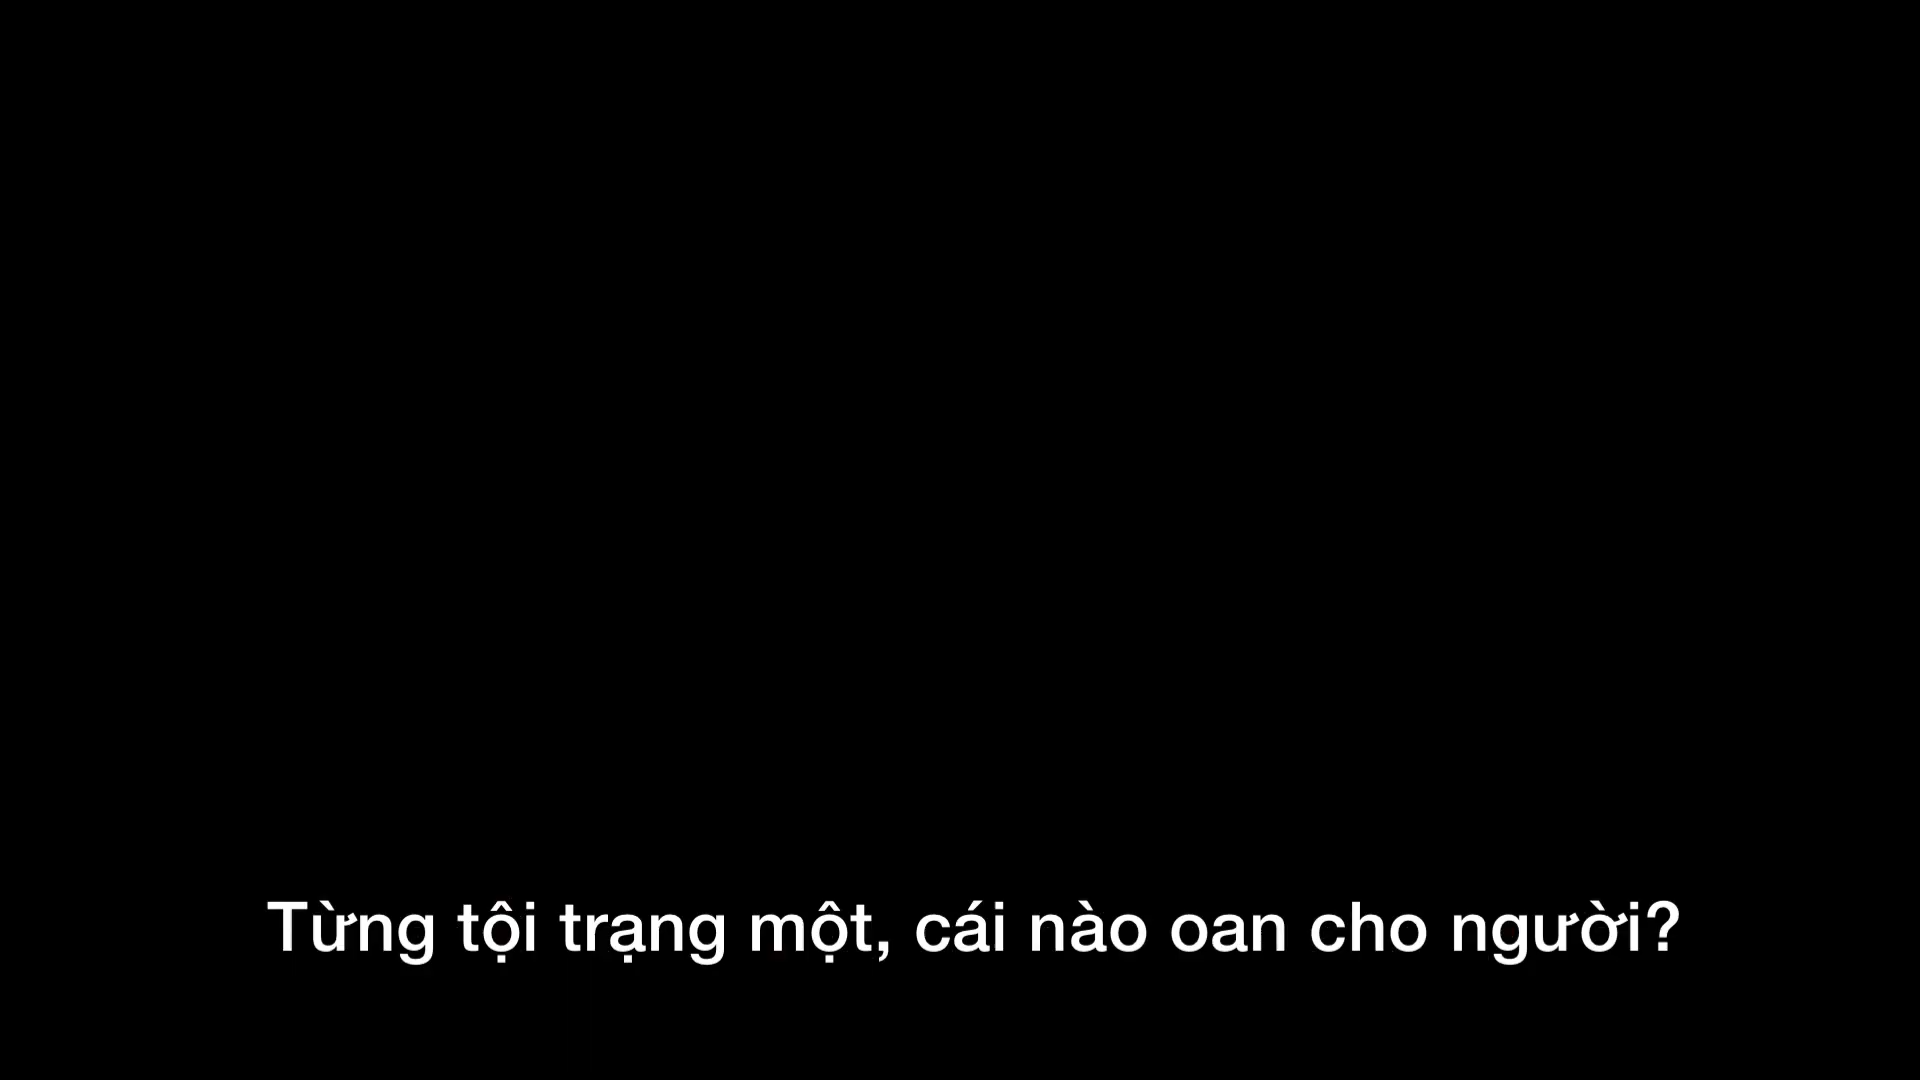 Từng tội trạng một, cái nào oan cho người?